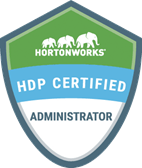 HORTONWORKS
HDP CERTIFIED
ADMINISTRATOR